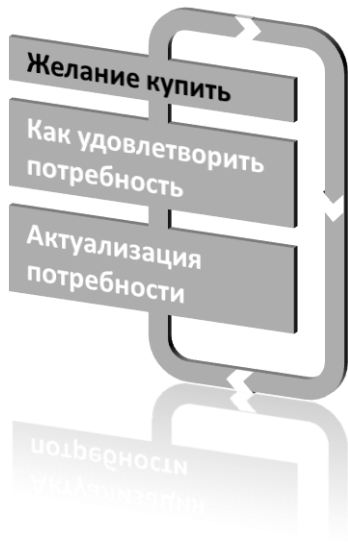 Желание купить
Как удовлетворить
потребность
Актуализация
потребности